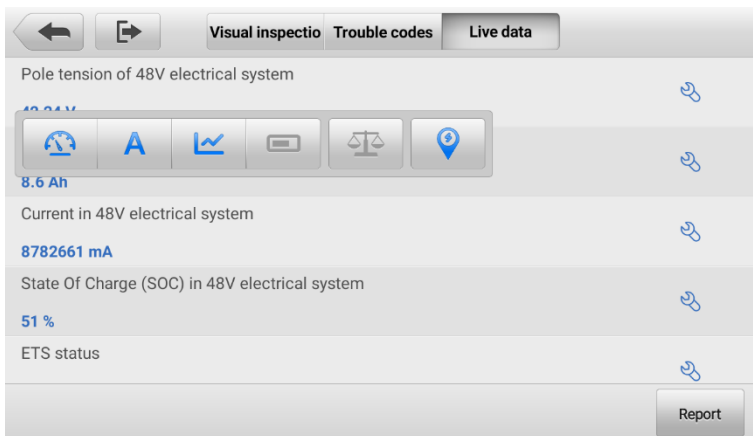 Visual inspectio
Trouble codes
Live data
Pole tension of 48V electrical system
A
8.6 Ah
Current in 48V electrical system
8782661 mA
State Of Charge (SOC) in 48V electrical system
51 %
ETS status
Report